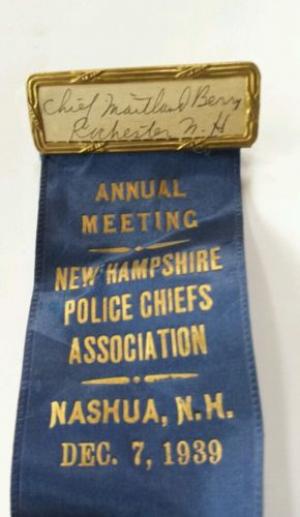 Chief Maitland Berry
Rochester N.H
ANNUAL
MEETING
NEW HAMPSHIRE
POLICE CHIEFS
ASSOCIATION
NASHUA, N.H.
DEC. 7, 1939